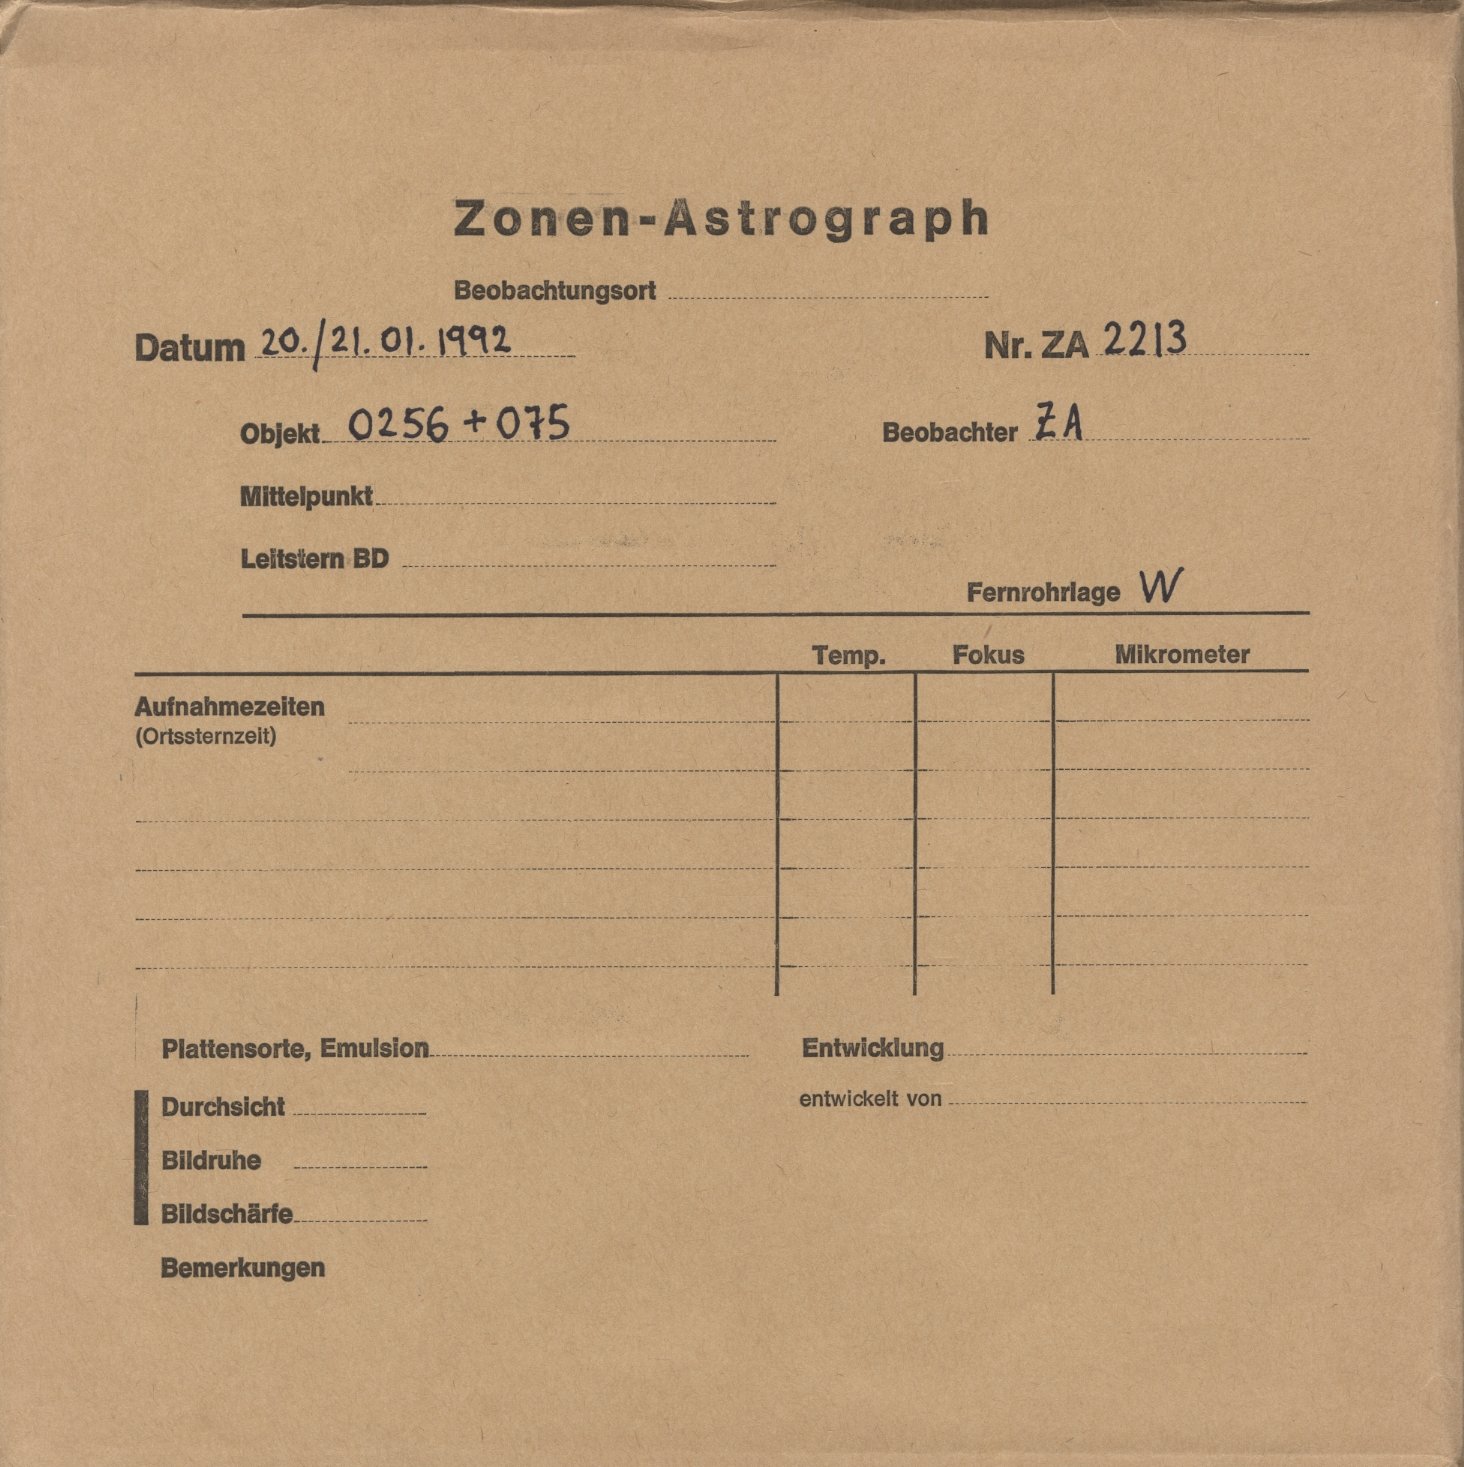 Zonen-Astrograph
Beobachtungsort
Datum 20./21.01.1992 Nr. ZA 2213
Objekt 0256+075 Beobachter ZA
Mittelpunkt
Leitstern BD
Fernrohrlage W
Temp. Fokus Mikrometer
Aufnahmezeiten
(Ortssternzeit)
Plattensorte, Emulsion Entwicklung
Durchsicht entwickelt von
Bildruhe
Bildschärfe
Bemerkungen